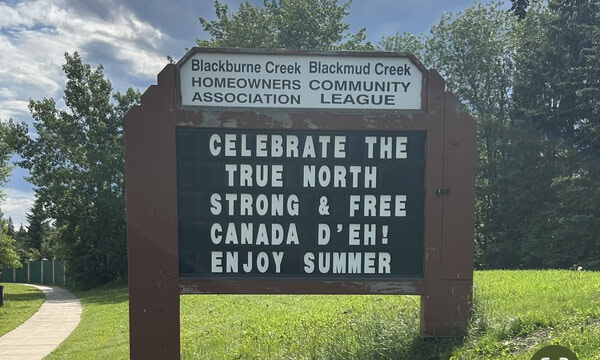 Blackburne Creek Blackmud Creek
HOMEOWNERS COMMUNITY
ASSOCIATION LEAGUE
CELEBRATE THE
TRUE NORTH
STRONG & FREE
CANADA D'EH!
ENJOY SUMMER